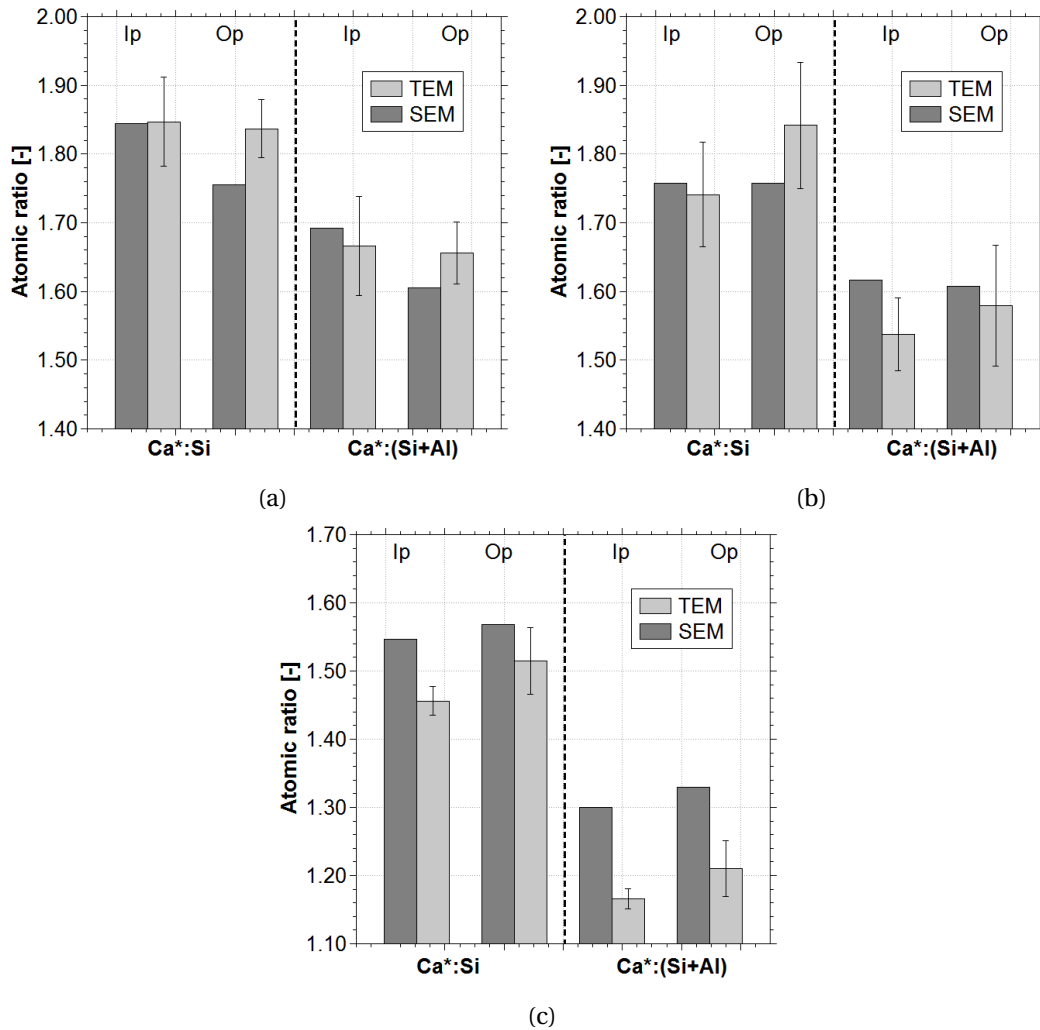 Atomic ratio [-]
2.00
1.90
1.80
1.70
1.60
1.50
1.40
Ip Op Ip Op
TEM
SEM
Ca*:Si Ca*:(Si+Al)
(a)
Atomic ratio [-]
2.00
1.90
1.80
1.70
1.60
1.50
1.40
Ip Op Ip Op
TEM
SEM
Ca*:Si Ca*:(Si+Al)
(b)
Atomic ratio [-]
1.70
1.60
1.50
1.40
1.30
1.20
1.10
Ip Op Ip Op
TEM
SEM
Ca*:Si Ca*:(Si+Al)
(c)